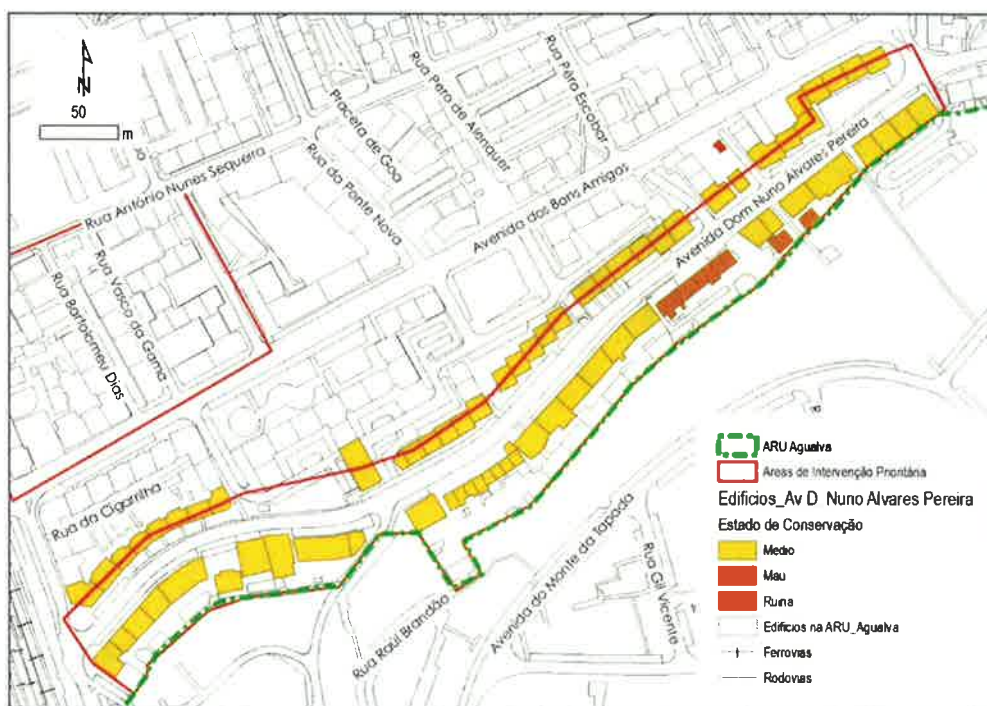 N
50
m
Rua António Nunes Sequeira
Praceta de Goa
Rua Pero de Alenquer
Rua Pêro Escobar
Rua da Ponte Nova
Avenida dos Bons Amigos
Avenida Dom Nuno Alvares Pereira
Rua Bartolomeu Dias
Rua Vasco da Gama
Rua da Cigarrilha
Rua Raul Brandão
Avenida do Monte da Tapada
Rua Gil Vicente
ARU Agualva
Areas de Intervenção Prioritária
Edificios_Av D Nuno Alvares Pereira
Estado de Conservação
Medio
Mau
Ruina
Edificios na ARU_Agualva
Ferrovias
Rodovias